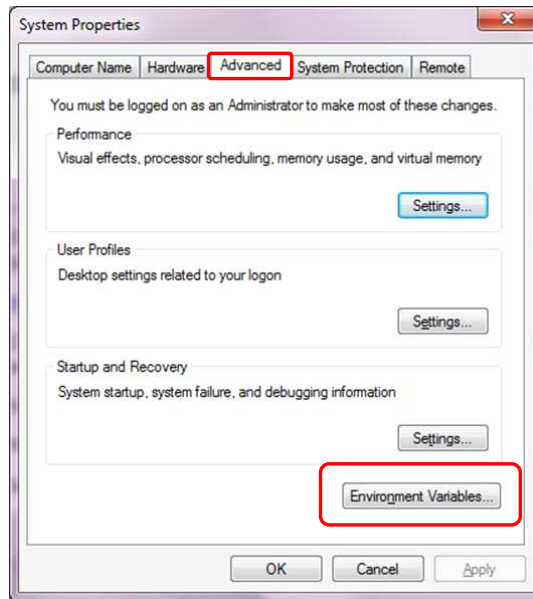 System Properties
Computer Name Hardware Advanced System Protection Remote
You must be logged on as an Administrator to make most of these changes.
Performance
Visual effects, processor scheduling, memory usage, and virtual memory
Settings...
User Profiles
Desktop settings related to your logon
Settings...
Startup and Recovery
System startup, system failure, and debugging information
Settings...
Environment Variables...
OK Cancel Apply